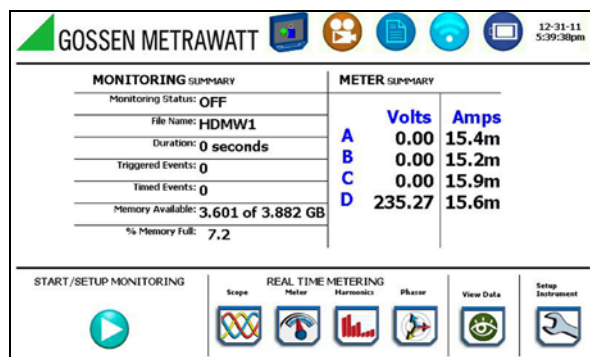 GOSSEN METRAWATT
12-31-11
5:39:38pm
MONITORING SUMMARY
Monitoring Status: OFF
File Name: HDMW1
Duration: 0 seconds
Triggered Events: 0
Timed Events: 0
Memory Available: 3.601 of 3.882 GB
% Memory Full: 7.2
METER SUMMARY
Volts Amps
A 0.00 15.4m
B 0.00 15.2m
C 0.00 15.9m
D 235.27 15.6m
START/SETUP MONITORING
REAL TIME METERING
Scope Meter Harmonics Phasor
View Data
Setup
Instrument